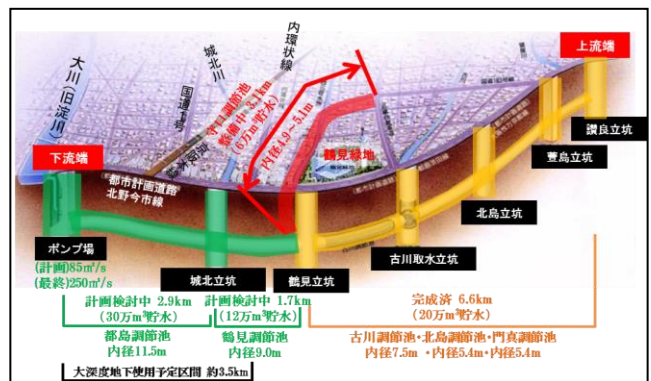 上流端
大川(旧淀川)
城北川
内環状線
国道1号
守口調節池
整備中 3.1km
(6万㎥貯水)
内径4.9～5.1m
鶴見緑地
下流端
都市計画道路
北野今市線
讃良立坑
萱島立坑
北島立坑
古川取水立坑
鶴見立坑
城北立坑
ポンプ場
(計画)85㎥/s
(最終)250㎥/s
計画検討中 2.9km
(30万㎥貯水)
都島調節池
内径11.5m
計画検討中 1.7km
(12万㎥貯水)
鶴見調節池
内径9.0m
完成済 6.6km
(20万㎥貯水)
古川調節池・北島調節池・門真調節池
内径7.5m ・内径5.4m・内径5.4m
大深度地下使用予定区間 約3.5km